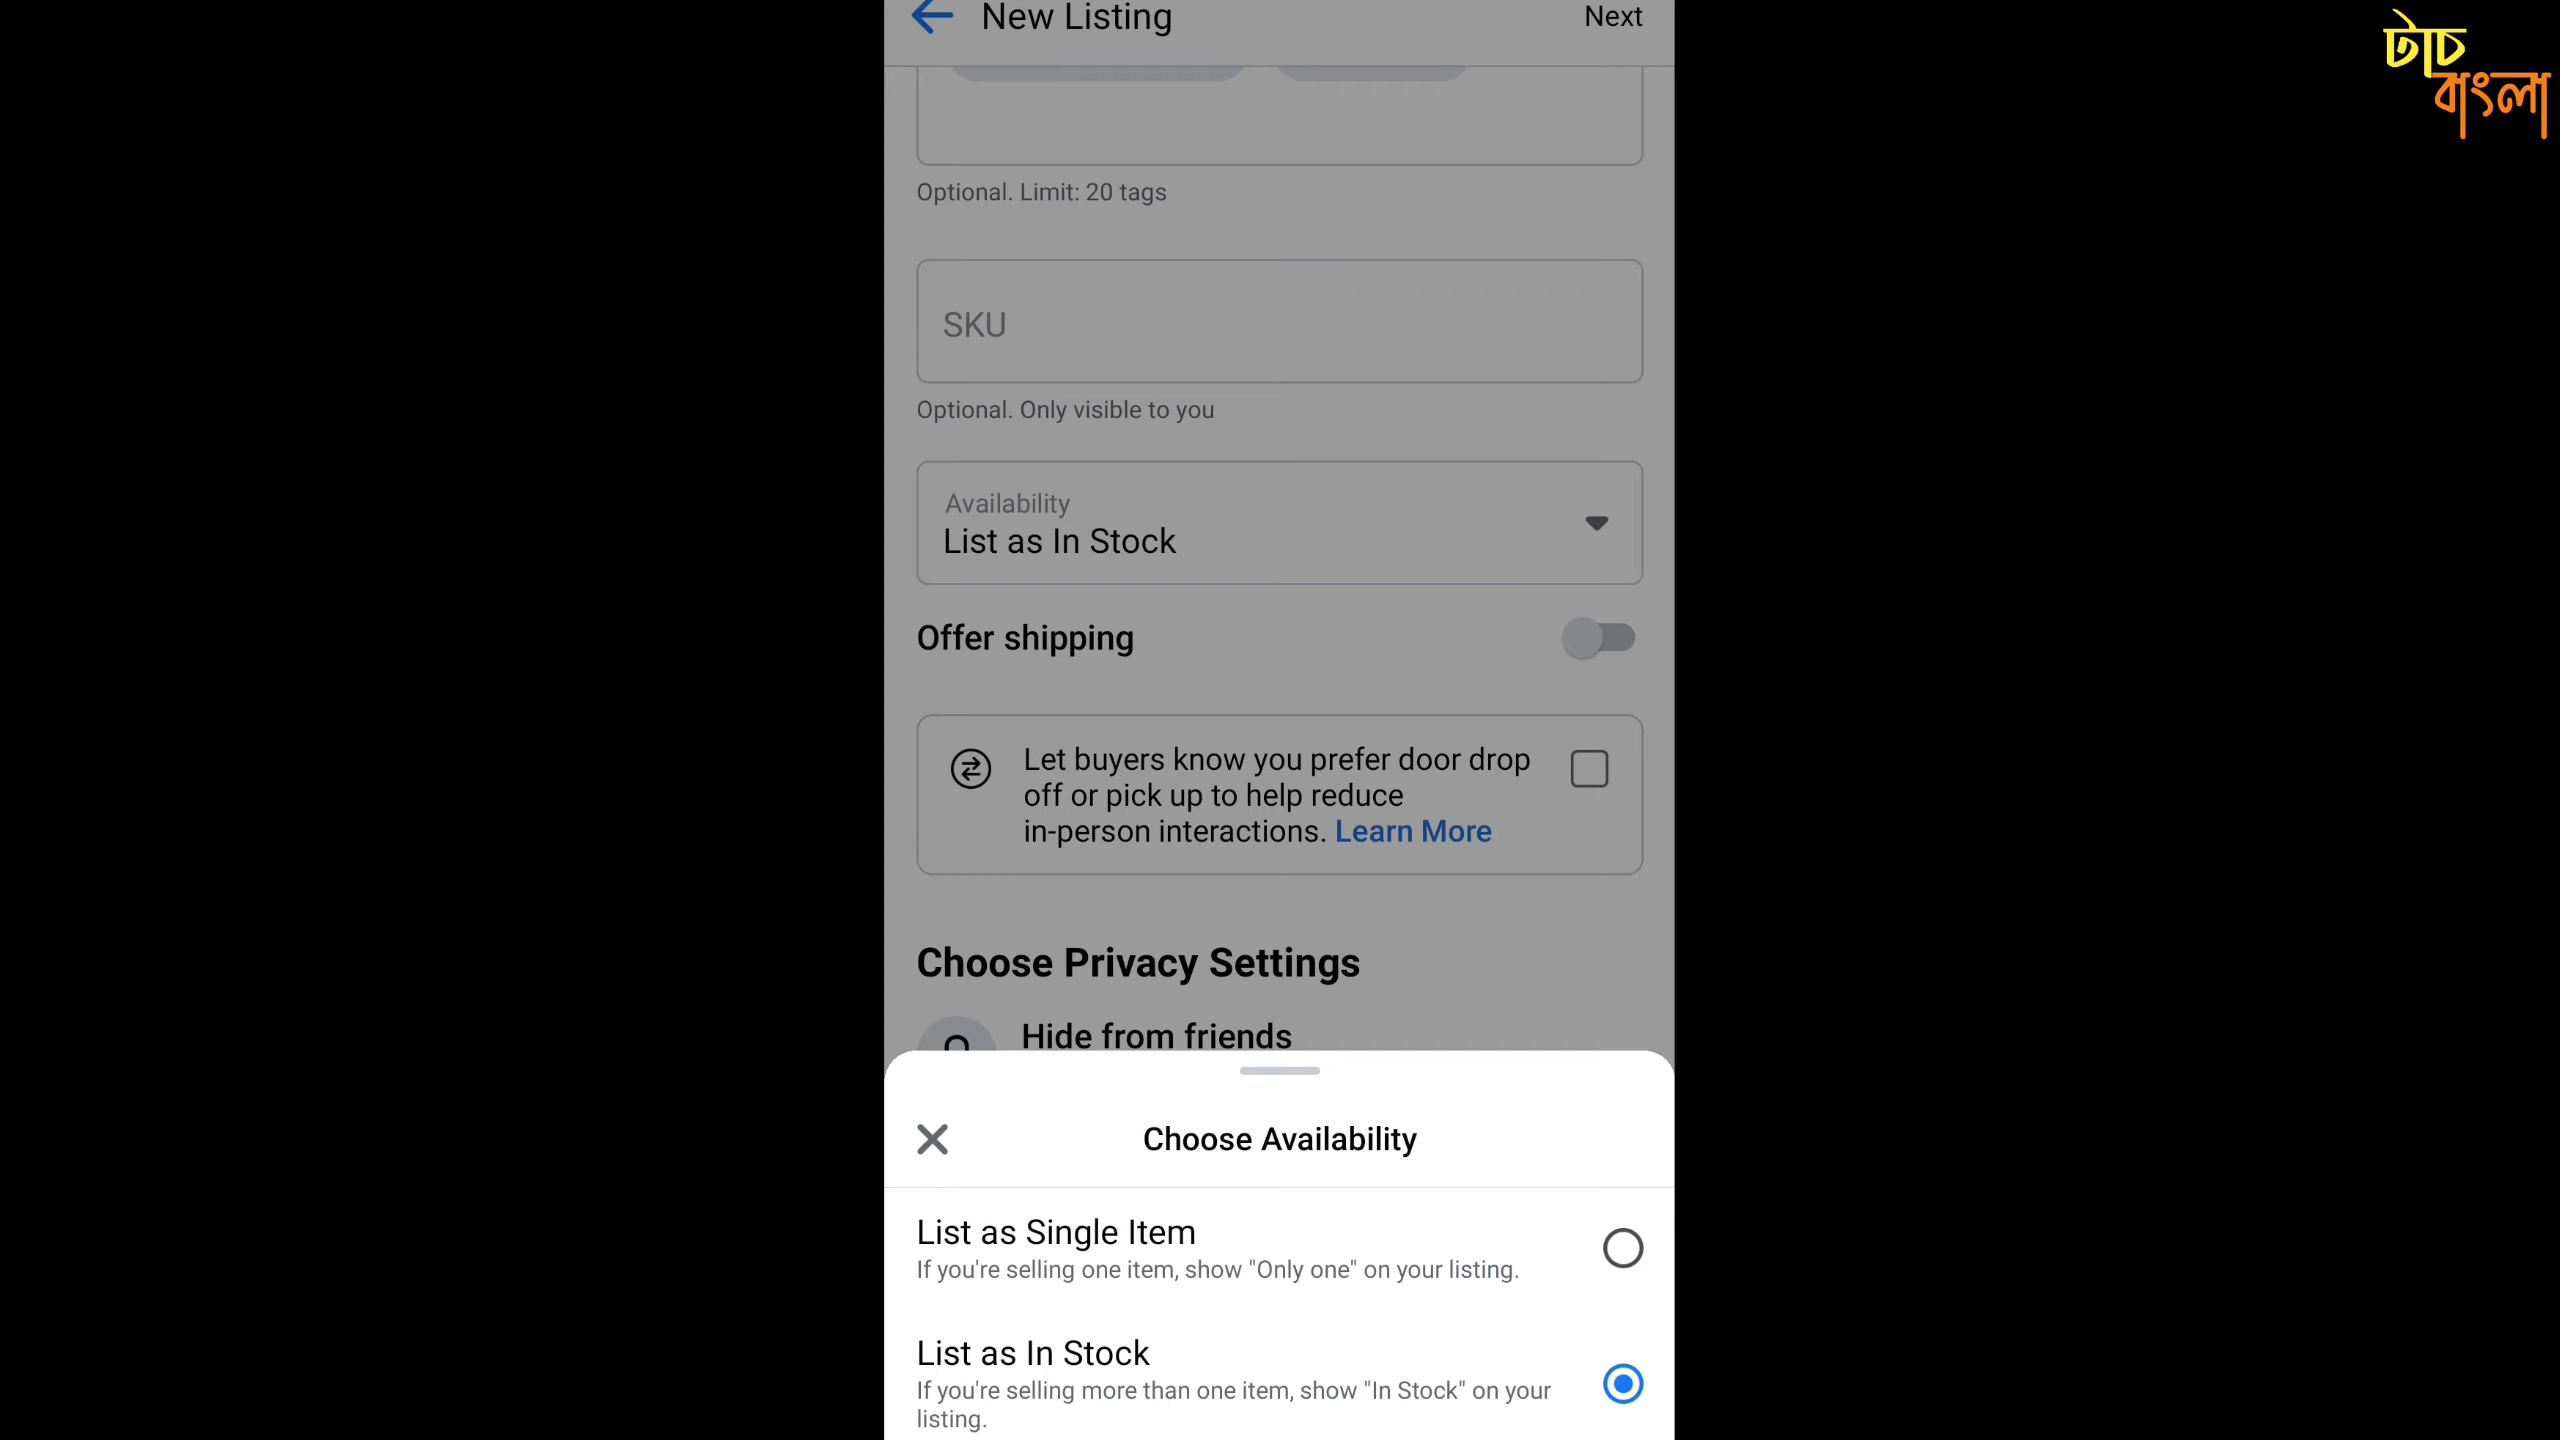 New Listing
Next
টাচ
বাংলা
Optional. Limit: 20 tags
SKU
Optional. Only visible to you
Availability
List as In Stock
Offer shipping
Let buyers know you prefer door drop
off or pick up to help reduce
in-person interactions. Learn More
Choose Privacy Settings
Hide from friends
Choose Availability
List as Single Item
If you're selling one item, show "Only one" on your listing.
List as In Stock
If you're selling more than one item, show "In Stock" on your
listing.